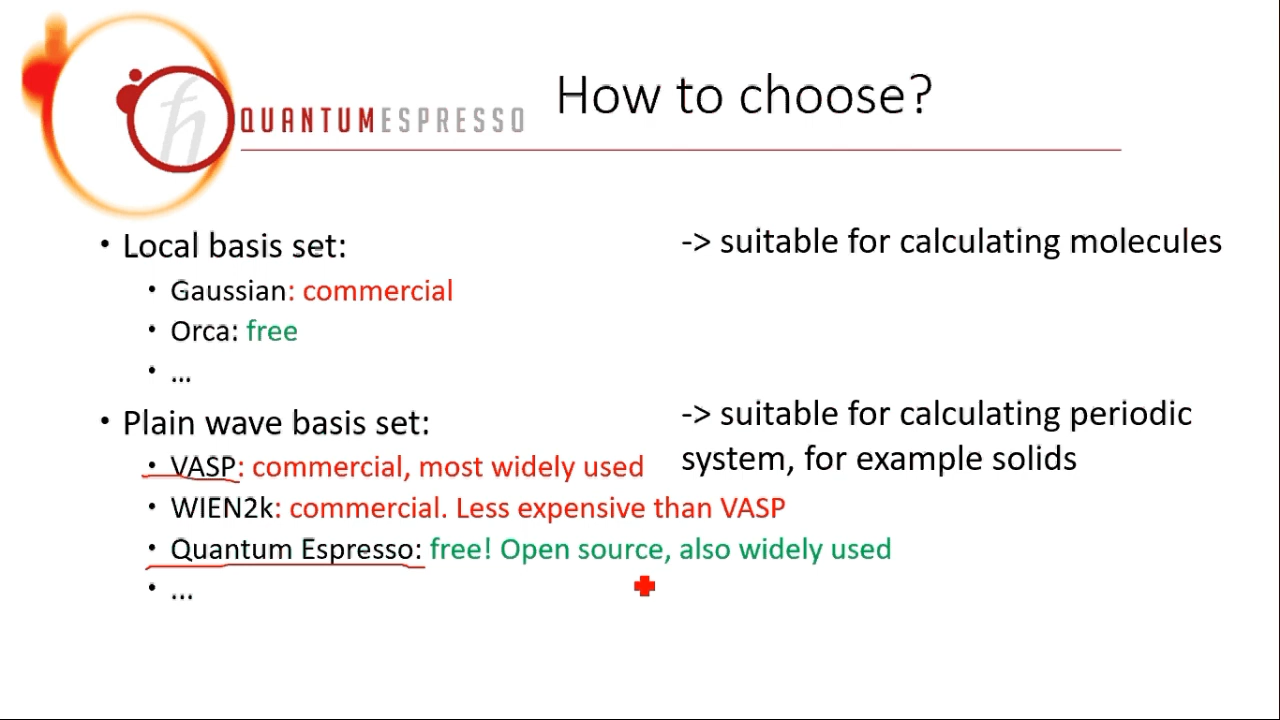 ħ QUANTUMESPRESSO
How to choose?
• Local basis set:
-> suitable for calculating molecules
• Gaussian: commercial
• Orca: free
• ...
• Plain wave basis set:
-> suitable for calculating periodic
system, for example solids
• VASP: commercial, most widely used
• WIEN2k: commercial. Less expensive than VASP
• Quantum Espresso: free! Open source, also widely used
• ...